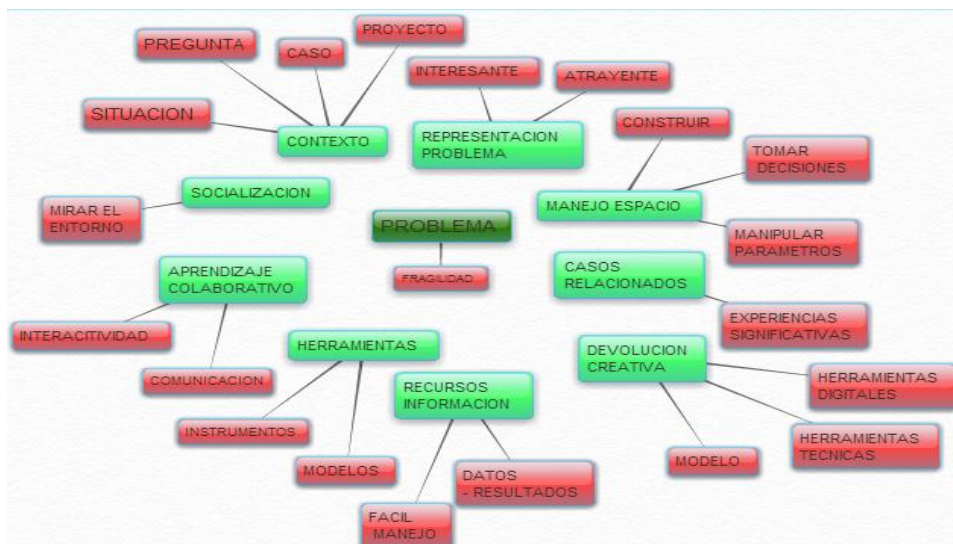 PREGUNTA
CASO
PROYECTO
SITUACION
CONTEXTO
INTERESANTE
ATRAYENTE
REPRESENTACION
PROBLEMA
CONSTRUIR
TOMAR
DECISIONES
MANEJO ESPACIO
MANIPULAR
PARAMETROS
SOCIALIZACION
MIRAR EL
ENTORNO
PROBLEMA
FRAGILIDAD
CASOS
RELACIONADOS
EXPERIENCIAS
SIGNIFICATIVAS
APRENDIZAJE
COLABORATIVO
INTERACITIVIDAD
COMUNICACION
HERRAMIENTAS
INSTRUMENTOS
MODELOS
RECURSOS
INFORMACION
FACIL
MANEJO
DATOS
- RESULTADOS
DEVOLUCION
CREATIVA
HERRAMIENTAS
DIGITALES
HERRAMIENTAS
TECNICAS
MODELO